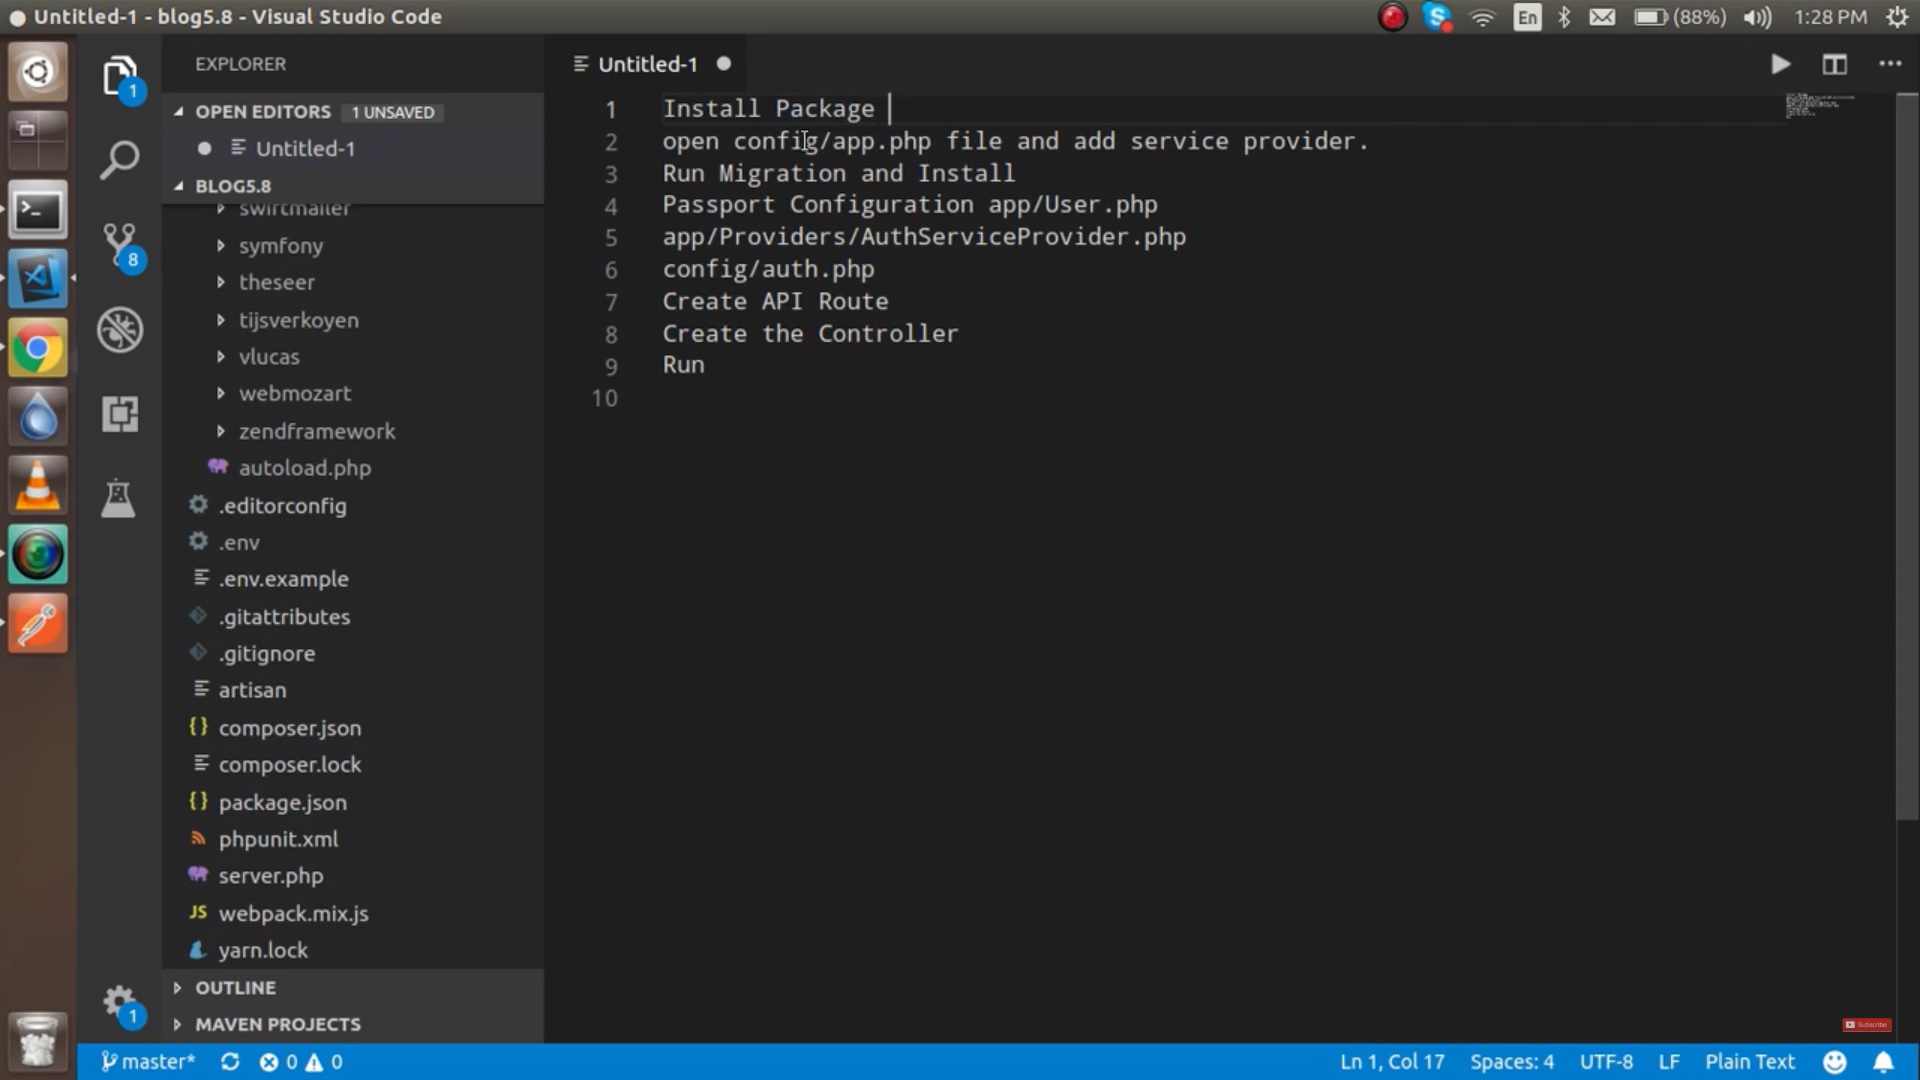 Untitled-1 - blog5.8 - Visual Studio Code
En
(88%)
1:28 PM
EXPLORER
OPEN EDITORS 1 UNSAVED
Untitled-1
BLOG5.8
swiftmailer
symfony
theseer
tijsverkoyen
vlucas
webmozart
zendframework
autoload.php
.editorconfig
.env
.env.example
.gitattributes
.gitignore
artisan
composer.json
composer.lock
package.json
phpunit.xml
server.php
JS webpack.mix.js
yarn.lock
OUTLINE
MAVEN PROJECTS
1
8
1
Untitled-1
1 Install Package
2 open config/app.php file and add service provider.
3 Run Migration and Install
4 Passport Configuration app/User.php
5 app/Providers/AuthServiceProvider.php
6 config/auth.php
7 Create API Route
8 Create the Controller
9 Run
10
Subscribe
master* 0 0 Ln 1, Col 17 Spaces: 4 UTF-8 LF Plain Text